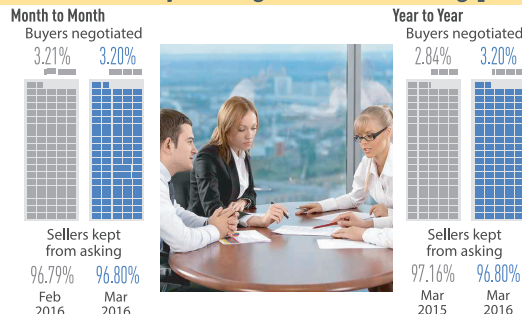 Month to Month
Buyers negotiated
3.21% 3.20%
Sellers kept
from asking
96.79% 96.80%
Feb Mar
2016 2016
Year to Year
Buyers negotiated
2.84% 3.20%
Sellers kept
from asking
97.16% 96.80%
Mar Mar
2015 2016